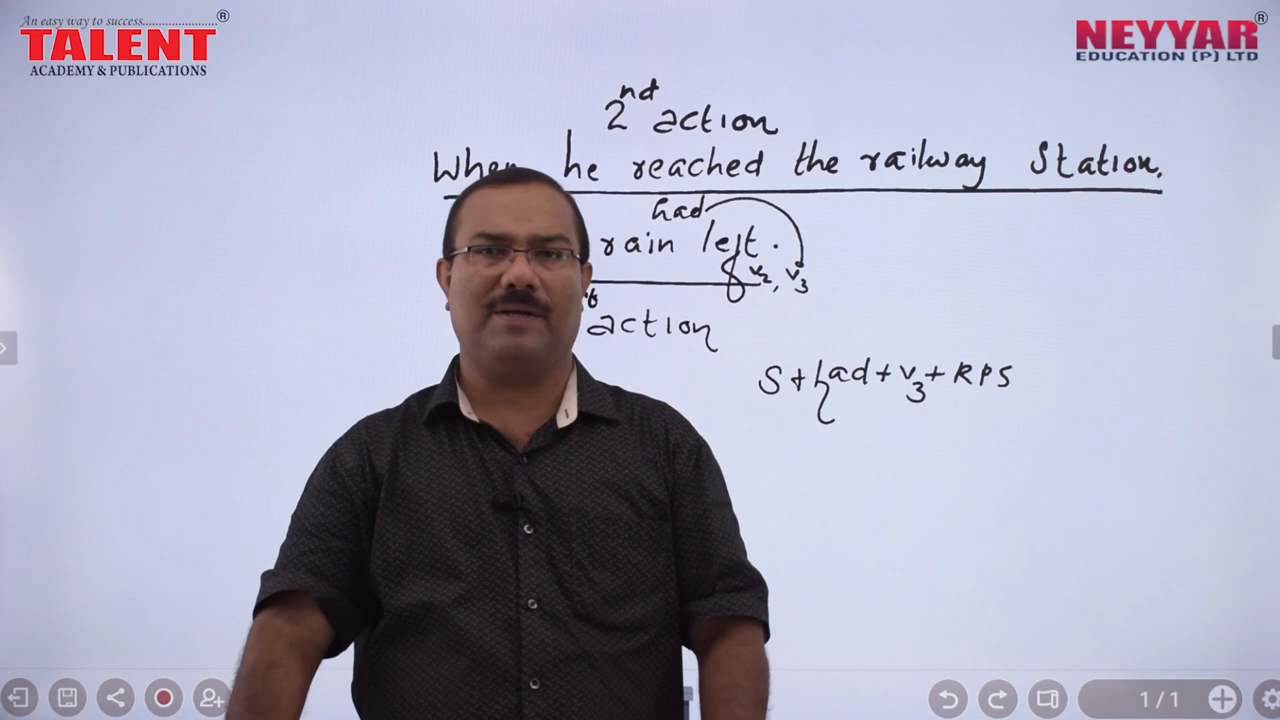 An easy way to success........................®
TALENT
ACADEMY & PUBLICATIONS
NEYYAR®
EDUCATION (P) LTD
2nd action
he reached the railway Station.
had
rain left.
v2, v3
action
S+had+v3+RPS
1/1